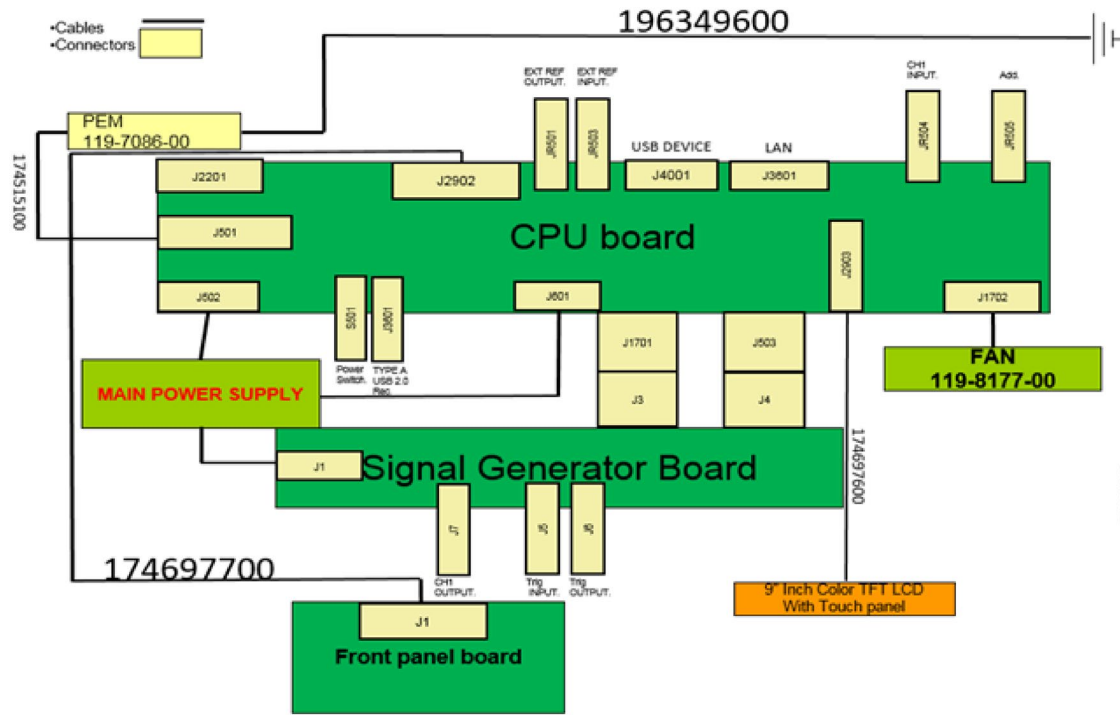 •Cables
•Connectors
196349600
PEM
119-7086-00
174515100
EXT REF
OUTPUT.
EXT REF
INPUT.
CH1
INPUT.
Add.
JR501
JR503
USB DEVICE
LAN
JR504
JR505
J2201
J2902
J4001
J3601
J501
CPU board
J2903
J502
S501
J3601
J601
J1702
Power
Switch.
TYPE A
USB 2.0
Rec.
J1701
J503
FAN
119-8177-00
MAIN POWER SUPPLY
J3
J4
174697600
J1
Signal Generator Board
J7
J5
J6
CH1
OUTPUT.
Trig
INPUT.
Trig
OUTPUT.
174697700
9" Inch Color TFT LCD
With Touch panel
J1
Front panel board